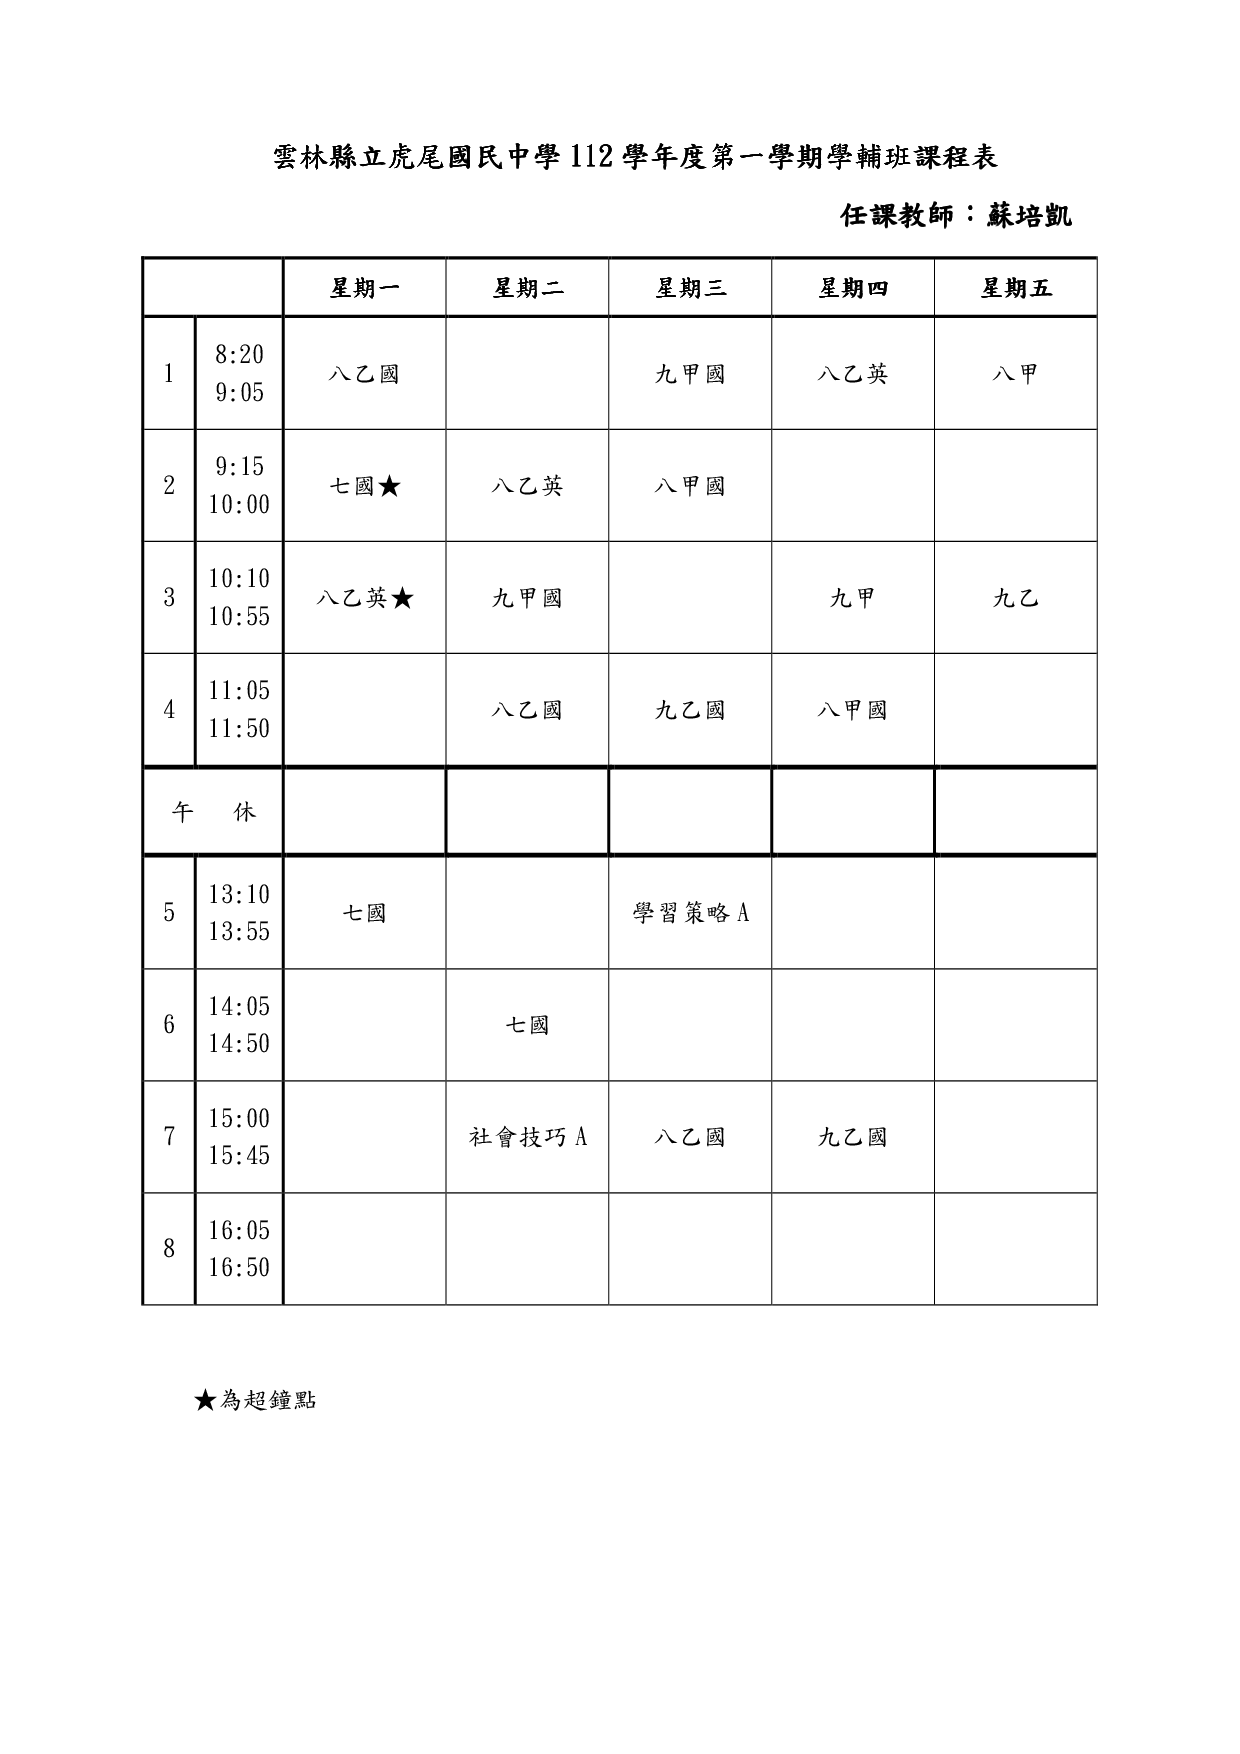 雲林縣立虎尾國民中學 112 學年度第一學期學輔班課程表
任課教師：蘇培凱
星期一 星期二 星期三 星期四 星期五
1 8:20 9:05 八乙國 九甲國 八乙英 八甲
2 9:15 10:00 七國★ 八乙英 八甲國
3 10:10 10:55 八乙英★ 九甲國 九甲 九乙
4 11:05 11:50 八乙國 九乙國 八甲國
午 休
5 13:10 13:55 七國 學習策略 A
6 14:05 14:50 七國
7 15:00 15:45 社會技巧 A 八乙國 九乙國
8 16:05 16:50
★為超鐘點